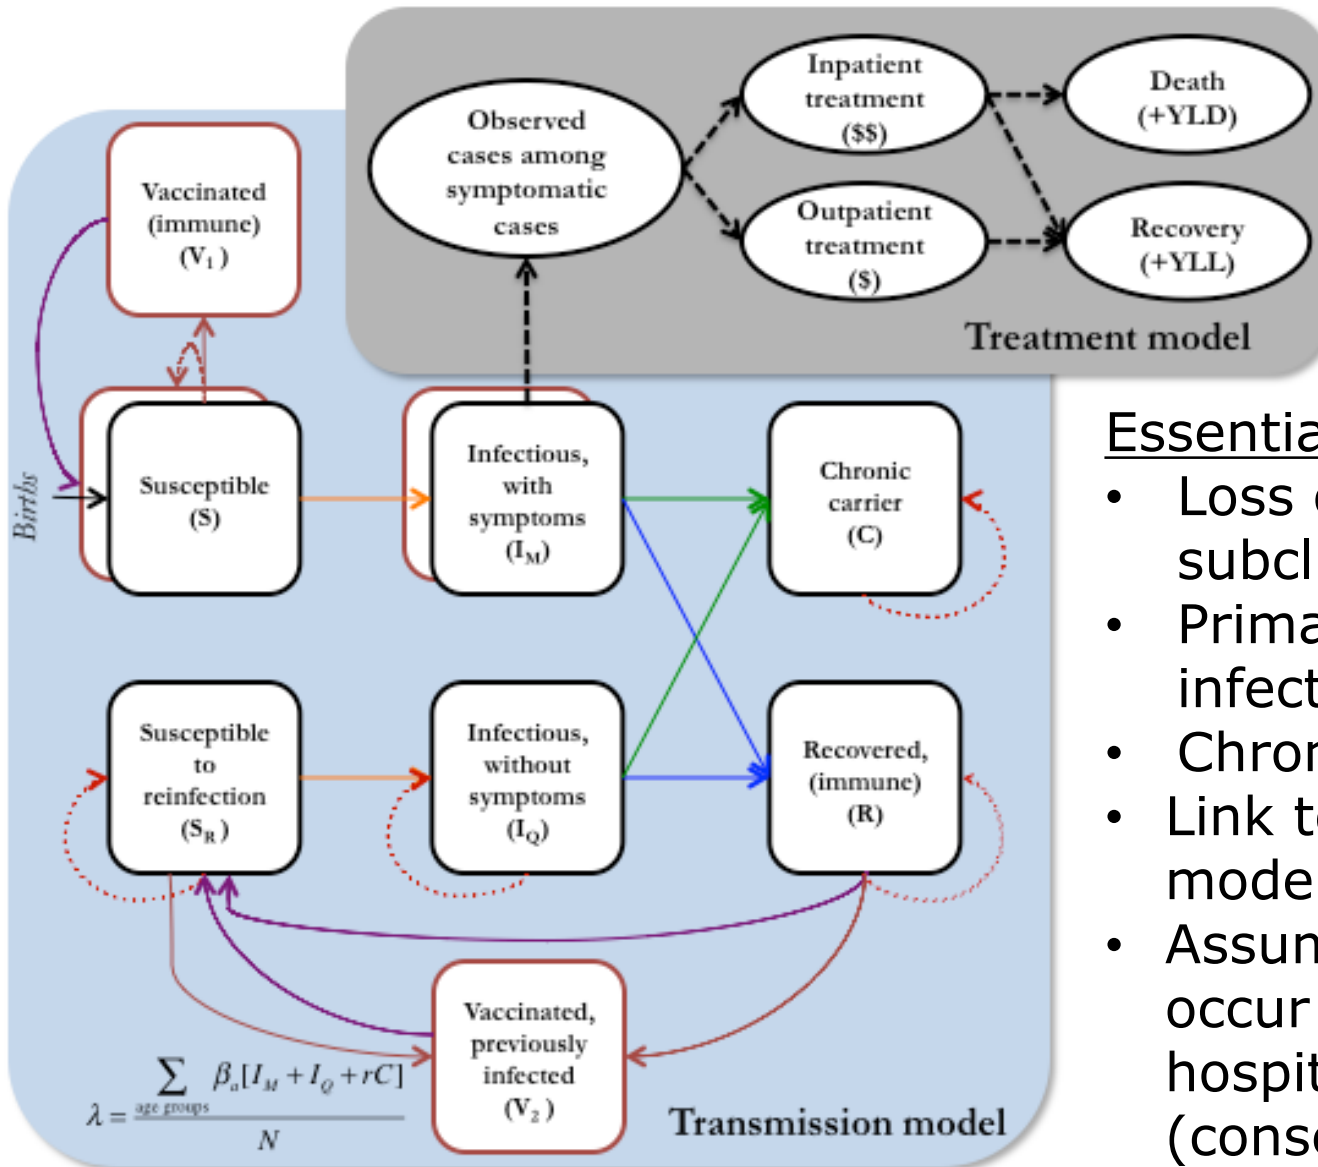 Observed
cases among
symptomatic
cases
Inpatient
treatment
($$)
Outpatient
treatment
($)
Death
(+YLD)
Recovery
(+YLL)
Treatment model
Vaccinated
(immune)
(V₁)
Births
Susceptible
(S)
Infectious,
with
symptoms
(I_M)
Chronic
carrier
(C)
Susceptible
to
reinfection
(S_R)
Infectious,
without
symptoms
(I_Q)
Recovered,
(immune)
(R)
Vaccinated,
previously
infected
(V₂)
λ = ∑ age groups β_a[I_M + I_Q + rC] / N
Transmission model
Essentia
• Loss
subcl
• Prima
infect
• Chron
• Link t
mode
• Assun
occur
hospit
(conse